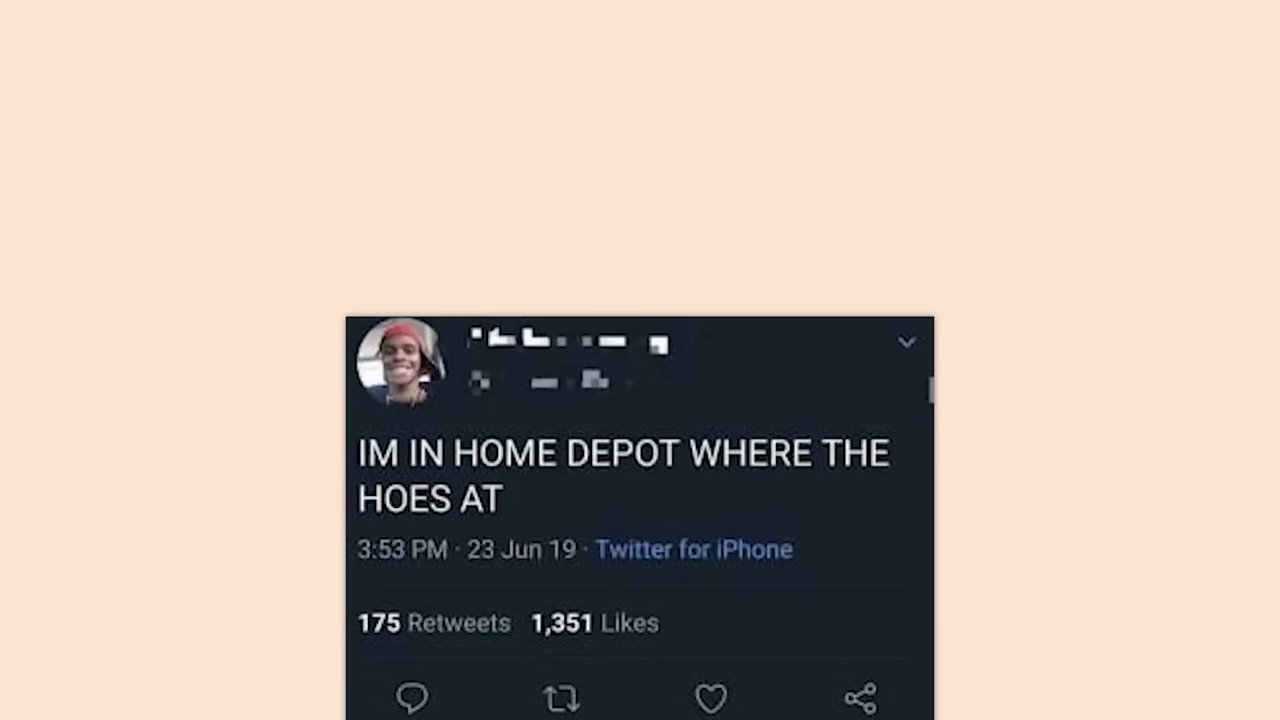 IM IN HOME DEPOT WHERE THE
HOES AT
3:53 PM · 23 Jun 19 · Twitter for iPhone
175 Retweets 1,351 Likes